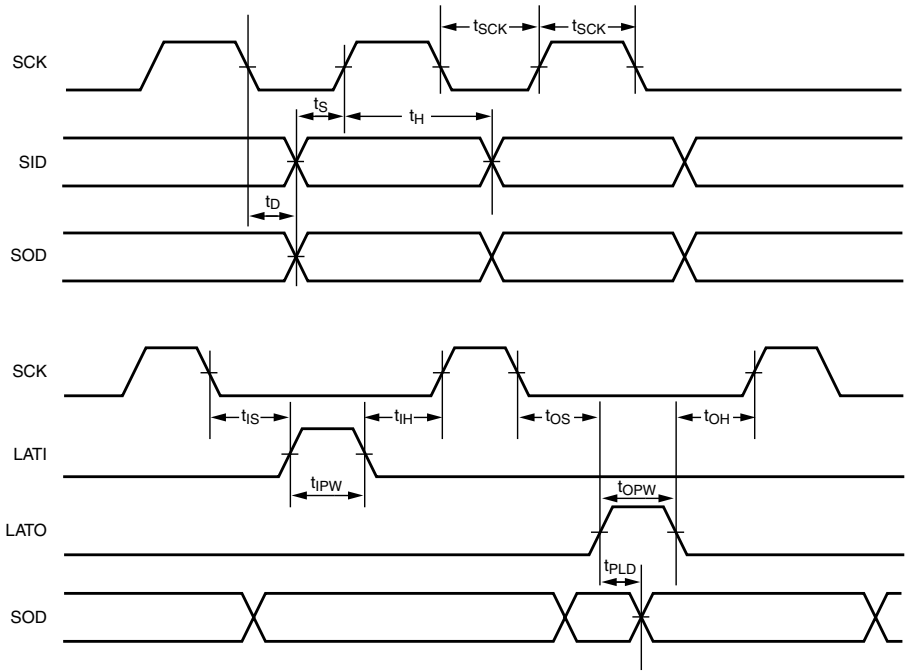 tSCK tSCK
SCK
tS tH
SID
tD
SOD
SCK
tIS tIH tOS tOH
LATI
tIPW tOPW
LATO
tPLD
SOD